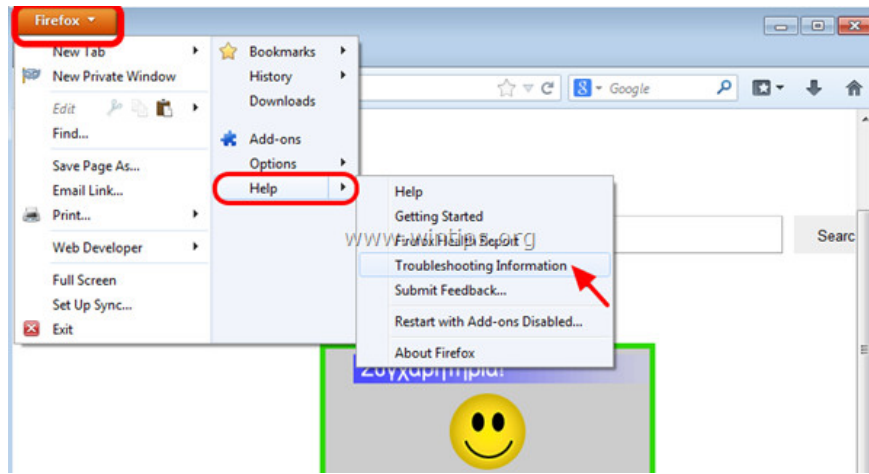 Firefox
New Tab
New Private Window
Edit
Find...
Save Page As...
Email Link...
Print...
Web Developer
Full Screen
Set Up Sync...
Exit
Bookmarks
History
Downloads
Add-ons
Options
Help
Help
Getting Started
Firefox Health Report
Troubleshooting Information
Submit Feedback...
Restart with Add-ons Disabled...
About Firefox
8 Google
Searc
www.wintips.org
Συγχαρητήρια!